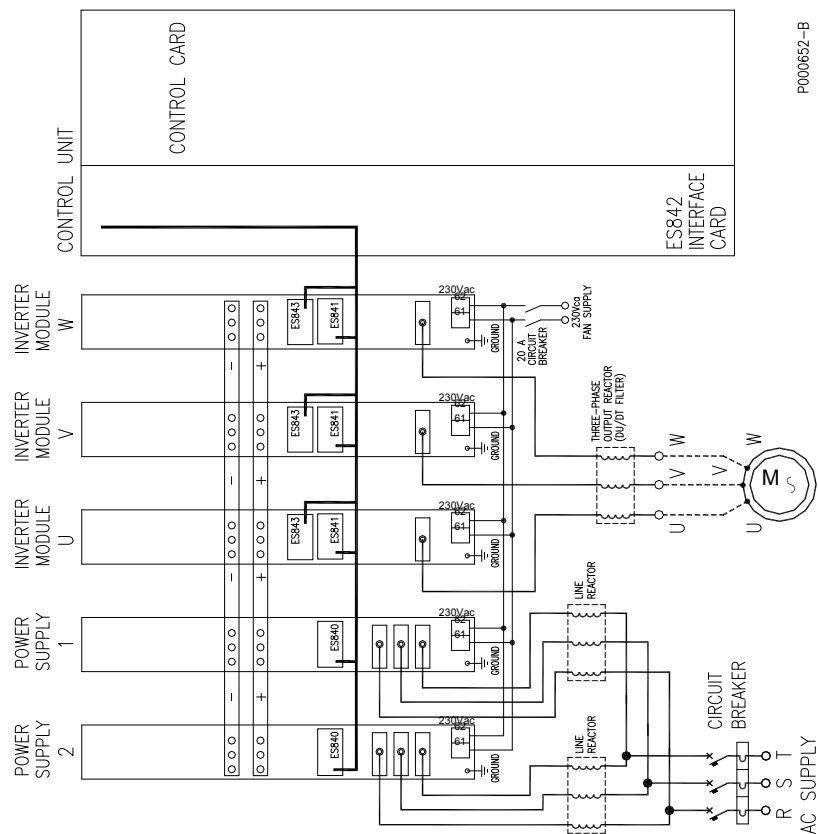 POWER
SUPPLY
2
POWER
SUPPLY
1
INVERTER
MODULE
U
INVERTER
MODULE
V
INVERTER
MODULE
W
CONTROL UNIT
CONTROL CARD
ES842
INTERFACE
CARD
P000652-B
−
+
−
+
−
+
−
+
ES840
ES840
ES843
ES841
ES843
ES841
ES843
ES841
230Vac
62
61
GROUND
230Vac
62
61
GROUND
230Vac
62
61
GROUND
230Vac
62
61
GROUND
230Vac
62
61
GROUND
20 A
CIRCUIT
BREAKER
230Vca
FAN SUPPLY
LINE
REACTOR
LINE
REACTOR
THREE-PHASE
OUTPUT REACTOR
(DU/DT FILTER)
U
V
W
U
V
W
M
CIRCUIT
BREAKER
R
S
T
AC SUPPLY